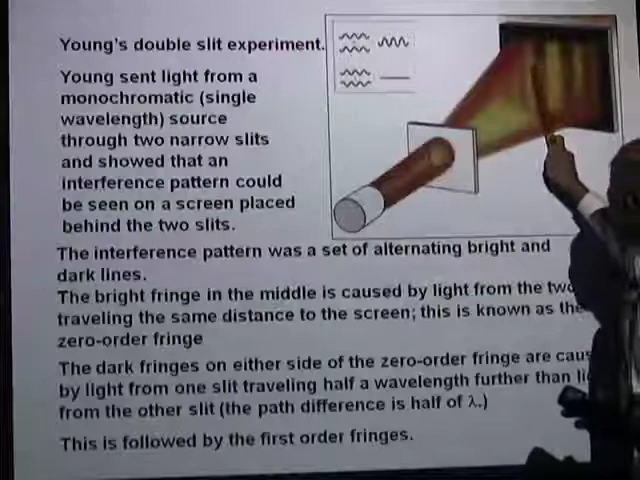 Young's double slit experiment.
Young sent light from a
monochromatic (single
wavelength) source
through two narrow slits
and showed that an
interference pattern could
be seen on a screen placed
behind the two slits.
The interference pattern was a set of alternating bright and
dark lines.
The bright fringe in the middle is caused by light from the two
traveling the same distance to the screen; this is known as the
zero-order fringe
The dark fringes on either side of the zero-order fringe are
by light from one slit traveling half a wavelength further than
from the other slit (the path difference is half of λ.)
This is followed by the first order fringes.